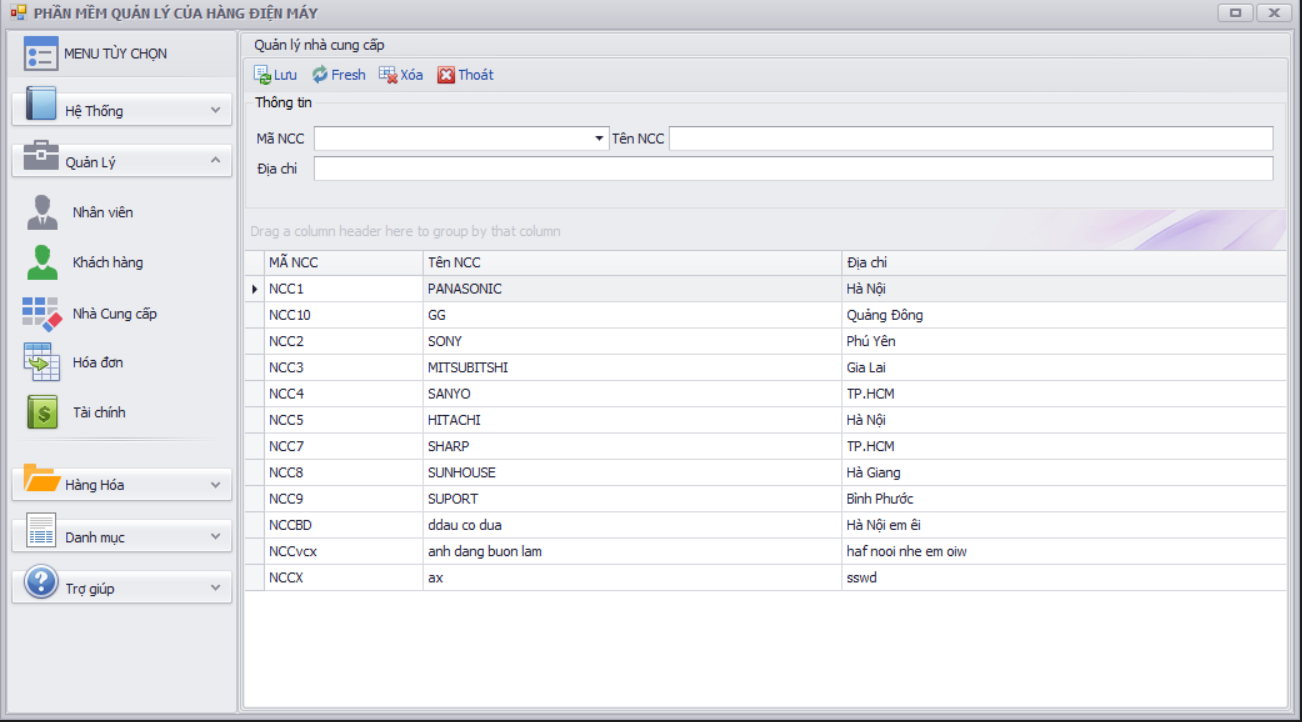 PHẦN MỀM QUẢN LÝ CỦA HÀNG ĐIỆN MÁY
MENU TÙY CHỌN
Hệ Thống
Quản Lý
Nhân viên
Khách hàng
Nhà Cung cấp
Hóa đơn
Tài chính
Hàng Hóa
Danh mục
Trợ giúp
Quản lý nhà cung cấp
Lưu Fresh Xóa Thoát
Thông tin
Mã NCC Tên NCC
Địa chỉ
Drag a column header here to group by that column
MÃ NCC Tên NCC Địa chỉ
NCC1 PANASONIC Hà Nội
NCC10 GG Quảng Đông
NCC2 SONY Phú Yên
NCC3 MITSUBITSHI Gia Lai
NCC4 SANYO TP.HCM
NCC5 HITACHI Hà Nội
NCC7 SHARP TP.HCM
NCC8 SUNHOUSE Hà Giang
NCC9 SUPORT Bình Phước
NCCBD ddau co dua Hà Nội em êi
NCCvcx anh dang buon lam haf nooi nhe em oiw
NCCX ax sswd